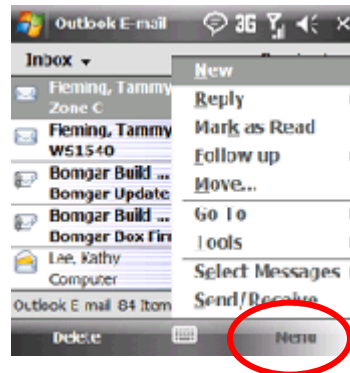 Outlook E-mail 3G
Inbox
Fleming, Tammy
Zone C
Fleming, Tammy
WS1540
Bomgar Build ...
Bomgar Update
Bomgar Build ...
Bomgar Box Fir
Lee, Kathy
Computer
Outlook E-mail 84 Item
New
Reply
Mark as Read
Follow up
Move...
Go To
Tools
Select Messages
Send/Receive
Delete Menu